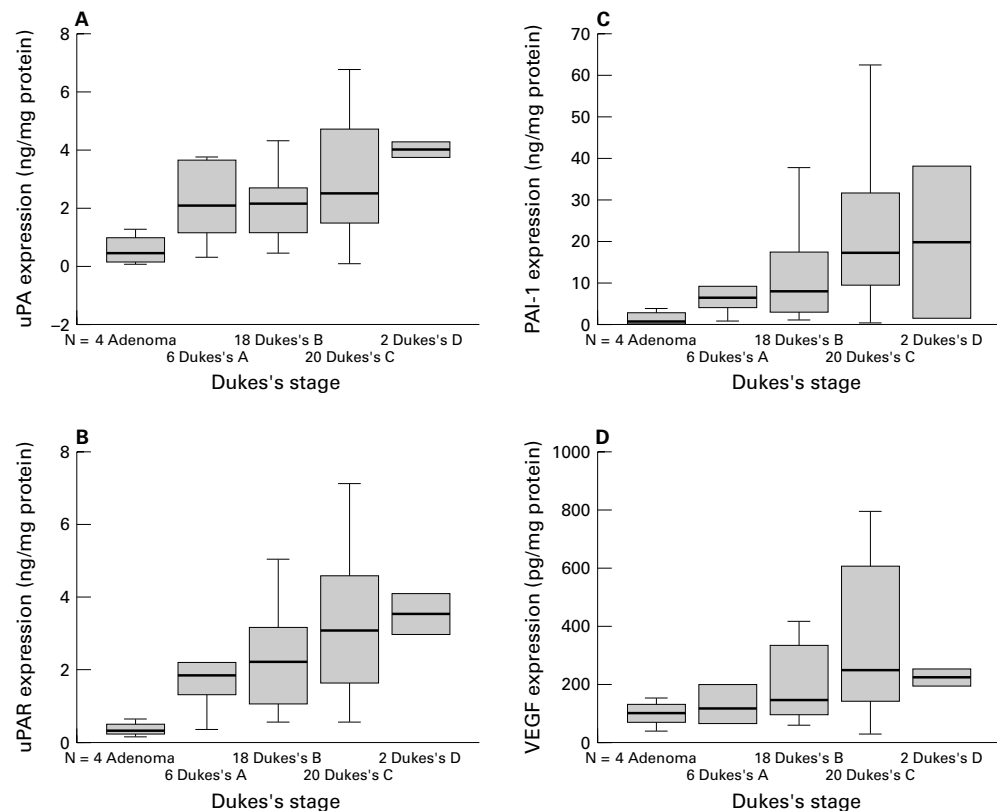 A
uPA expression (ng/mg protein)
8
6
4
2
0
–2
N = 4 Adenoma
18 Dukes's B
2 Dukes's D
6 Dukes's A
20 Dukes's C
Dukes's stage
C
PAI-1 expression (ng/mg protein)
70
60
50
40
30
20
10
0
N = 4 Adenoma
18 Dukes's B
2 Dukes's D
6 Dukes's A
20 Dukes's C
Dukes's stage
B
uPAR expression (ng/mg protein)
8
6
4
2
0
N = 4 Adenoma
18 Dukes's B
2 Dukes's D
6 Dukes's A
20 Dukes's C
Dukes's stage
D
VEGF expression (pg/mg protein)
1000
800
600
400
200
0
N = 4 Adenoma
18 Dukes's B
2 Dukes's D
6 Dukes's A
20 Dukes's C
Dukes's stage